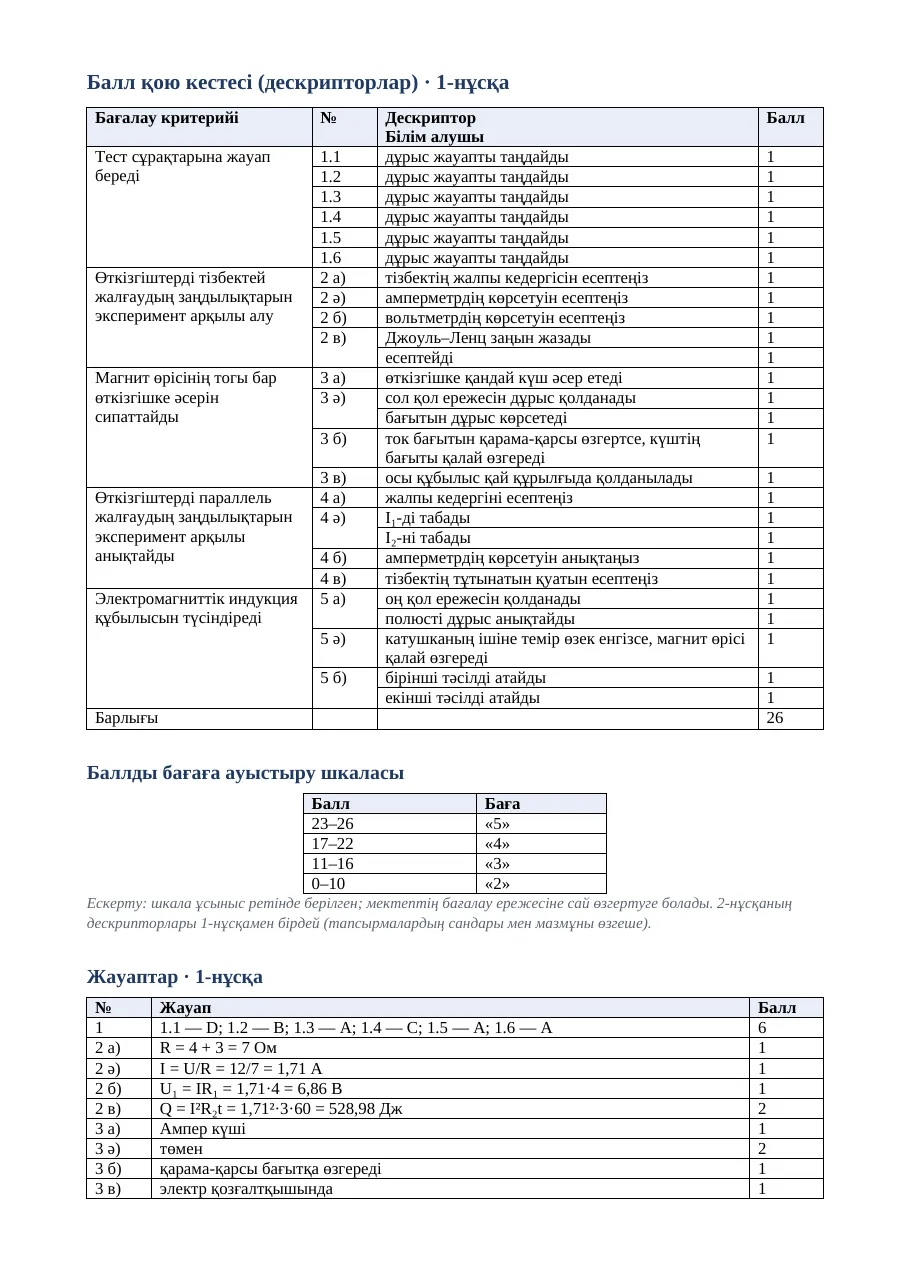 Балл қою кестесі (дескрипторлар) · 1-нұсқа
Бағалау критерийі № Дескриптор Балл
Білім алушы
Тест сұрақтарына жауап 1.1 дұрыс жауапты таңдайды 1
береді 1.2 дұрыс жауапты таңдайды 1
1.3 дұрыс жауапты таңдайды 1
1.4 дұрыс жауапты таңдайды 1
1.5 дұрыс жауапты таңдайды 1
1.6 дұрыс жауапты таңдайды 1
Өткізгіштерді тізбектей 2 а) тізбектің жалпы кедергісін есептеңіз 1
жалғаудың заңдылықтарын 2 ә) амперметрдің көрсетуін есептеңіз 1
эксперимент арқылы алу 2 б) вольтметрдің көрсетуін есептеңіз 1
2 в) Джоуль–Ленц заңын жазады 1
есептейді 1
Магнит өрісінің тогы бар 3 а) өткізгішке қандай күш әсер етеді 1
өткізгішке әсерін 3 ә) сол қол ережесін дұрыс қолданады 1
сипаттайды бағытын дұрыс көрсетеді 1
3 б) ток бағытын қарама-қарсы өзгертсе, күштің 1
бағыты қалай өзгереді
3 в) осы құбылыс қай құрылғыда қолданылады 1
Өткізгіштерді параллель 4 а) жалпы кедергіні есептеңіз 1
жалғаудың заңдылықтарын 4 ә) I₁-ді табады 1
эксперимент арқылы I₂-ні табады 1
анықтайды 4 б) амперметрдің көрсетуін анықтаңыз 1
4 в) тізбектің тұтынатын қуатын есептеңіз 1
Электромагниттік индукция 5 а) оң қол ережесін қолданады 1
құбылысын түсіндіреді полюсті дұрыс анықтайды 1
5 ә) катушканың ішіне темір өзек енгізсе, магнит өрісі 1
қалай өзгереді
5 б) бірінші тәсілді атайды 1
екінші тәсілді атайды 1
Барлығы 26
Баллды бағаға ауыстыру шкаласы
Балл Баға
23–26 «5»
17–22 «4»
11–16 «3»
0–10 «2»
Ескерту: шкала ұсыныс ретінде берілген; мектептің бағалау ережесіне сай өзгертуге болады. 2-нұсқаның
дескрипторлары 1-нұсқамен бірдей (тапсырмалардың сандары мен мазмұны өзгеше).
Жауаптар · 1-нұсқа
№ Жауап Балл
1 1.1 — D; 1.2 — B; 1.3 — A; 1.4 — C; 1.5 — A; 1.6 — A 6
2 а) R = 4 + 3 = 7 Ом 1
2 ә) I = U/R = 12/7 = 1,71 А 1
2 б) U₁ = IR₁ = 1,71·4 = 6,86 В 1
2 в) Q = I²R₂t = 1,71²·3·60 = 528,98 Дж 2
3 а) Ампер күші 1
3 ә) төмен 2
3 б) қарама-қарсы бағытқа өзгереді 1
3 в) электр қозғалтқышында 1